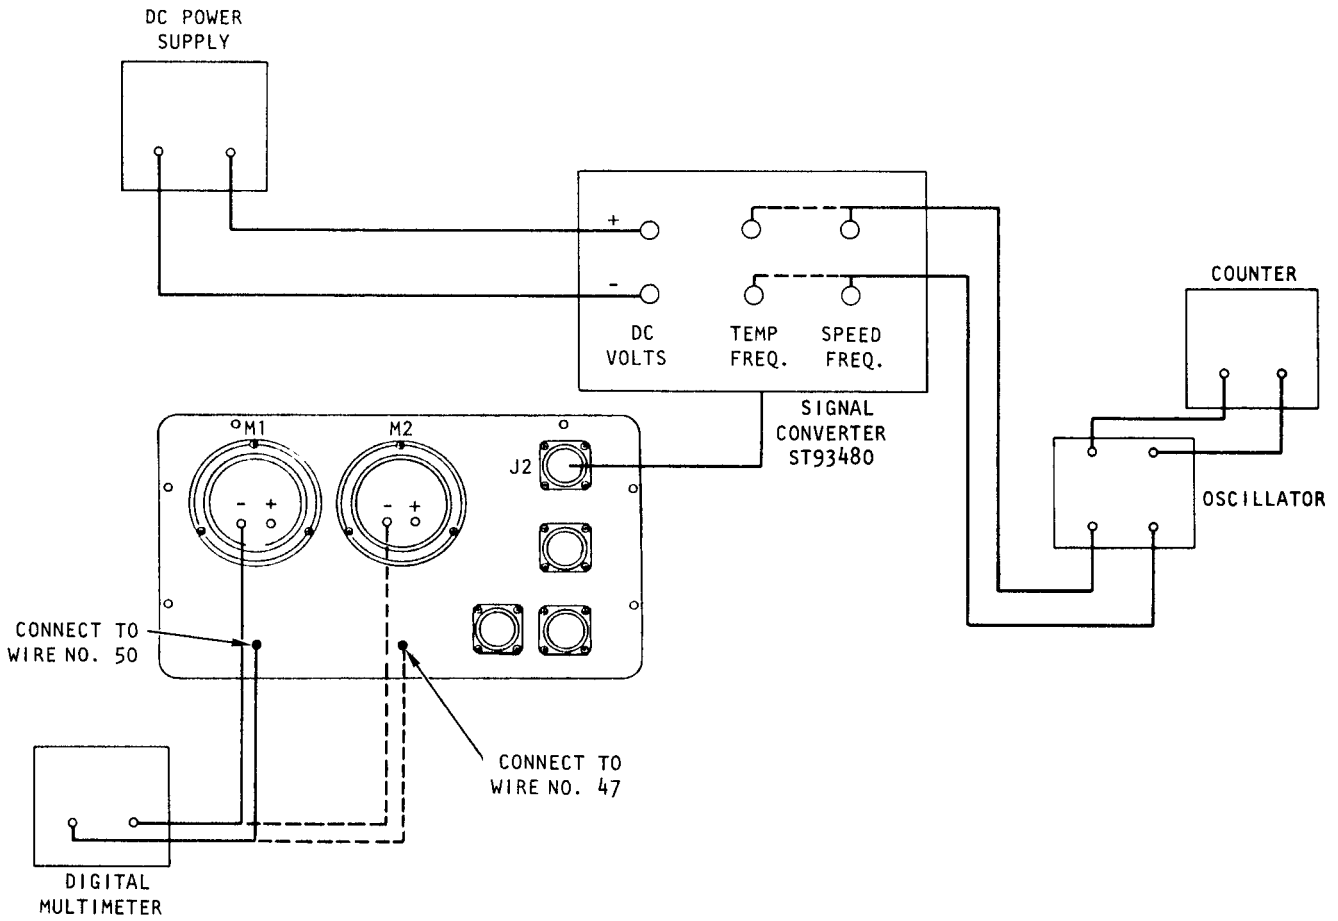 DC POWER
SUPPLY
+
-
DC
VOLTS
TEMP
FREQ.
SPEED
FREQ.
SIGNAL
CONVERTER
ST93480
COUNTER
OSCILLATOR
M1
M2
J2
- +
- +
CONNECT TO
WIRE NO. 50
CONNECT TO
WIRE NO. 47
DIGITAL
MULTIMETER